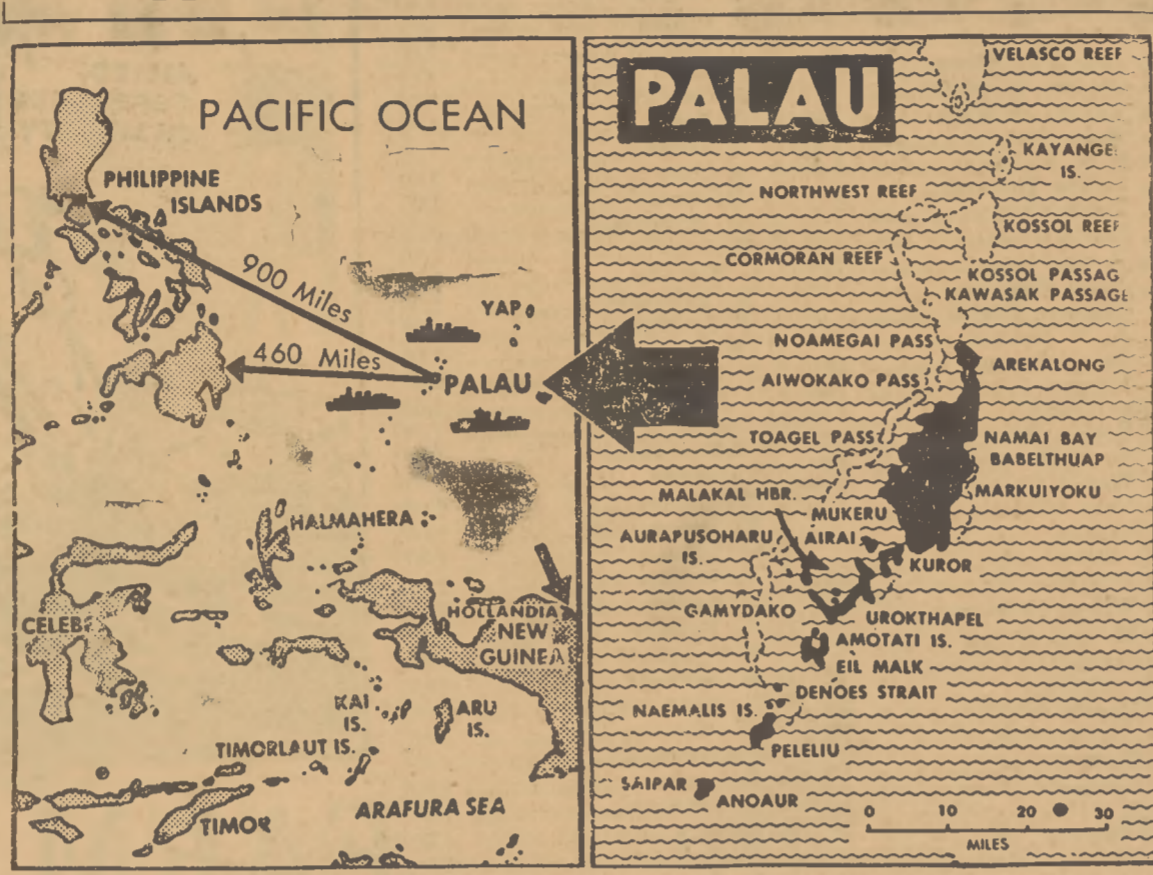 PACIFIC OCEAN
PHILIPPINE
ISLANDS
900 Miles
YAP
460 Miles
PALAU
HALMAHERA
HOLLANDIA
NEW
GUINEA
KAI
IS.
ARU
IS.
TIMORLAUT IS.
TIMOR
ARAFURA SEA
PALAU
VELASCO REEF
KAYANGE
IS.
NORTHWEST REEF
KOSSOL REEF
CORMORAN REEF
KOSSOL PASSAG
KAWASAK PASSAGE
NOAMEGAI PASS
AREKALONG
AIWOKAKO PASS
TOAGEL PASS
NAMAI BAY
BABELTHUAP
MALAKAL HBR.
MARKUIYOKU
MUKERU
AURAPUSOHARU
IS.
AIRAI
KUROR
GAMYDAKO
UROKTHAPEL
AMOTATI IS.
EIL MALK
DENOES STRAIT
NAEMALIS IS.
PELELIU
SAIPAR
ANOAUR
0 10 20 30
MILES